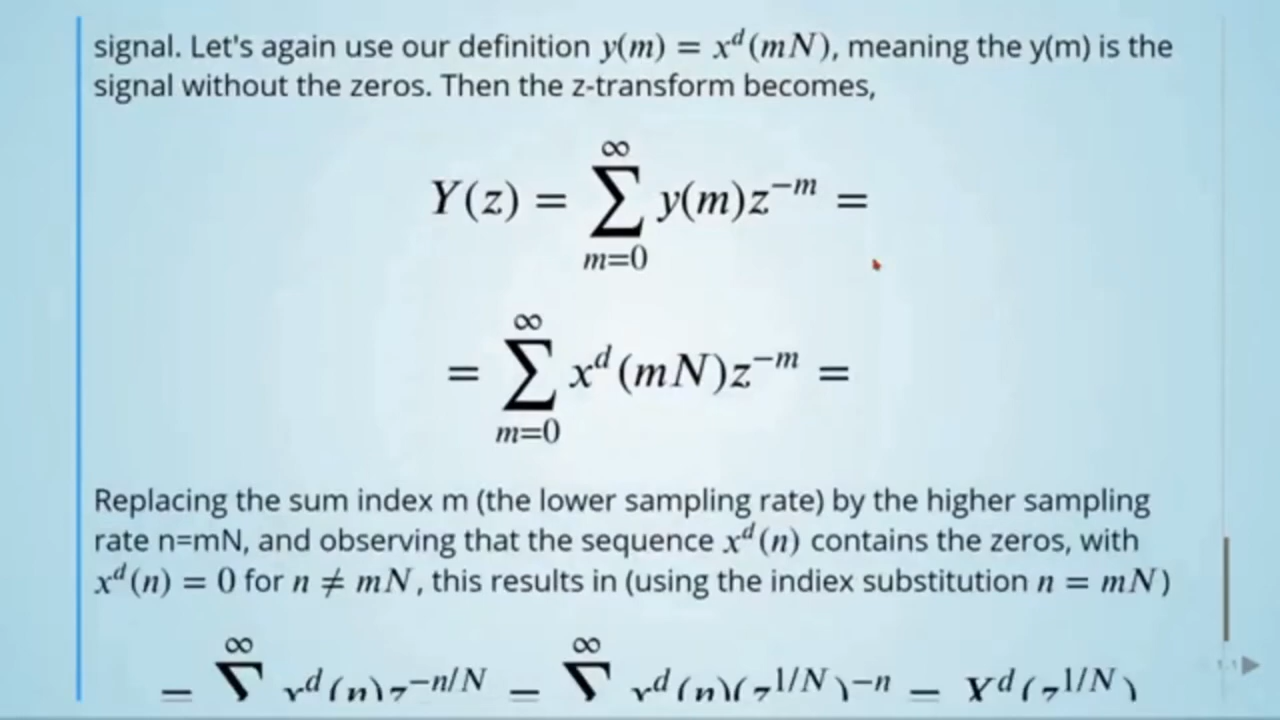 signal. Let's again use our definition y(m) = x^d(mN), meaning the y(m) is the
signal without the zeros. Then the z-transform becomes,
Y(z) = ∑_{m=0}^{∞} y(m)z^{−m} =
= ∑_{m=0}^{∞} x^d(mN)z^{−m} =
Replacing the sum index m (the lower sampling rate) by the higher sampling
rate n=mN, and observing that the sequence x^d(n) contains the zeros, with
x^d(n) = 0 for n ≠ mN, this results in (using the indiex substitution n = mN)
= ∑^{∞} x^d(n)z^{−n/N} = ∑^{∞} x^d(n)(z^{1/N})^{−n} = X^d(z^{1/N})